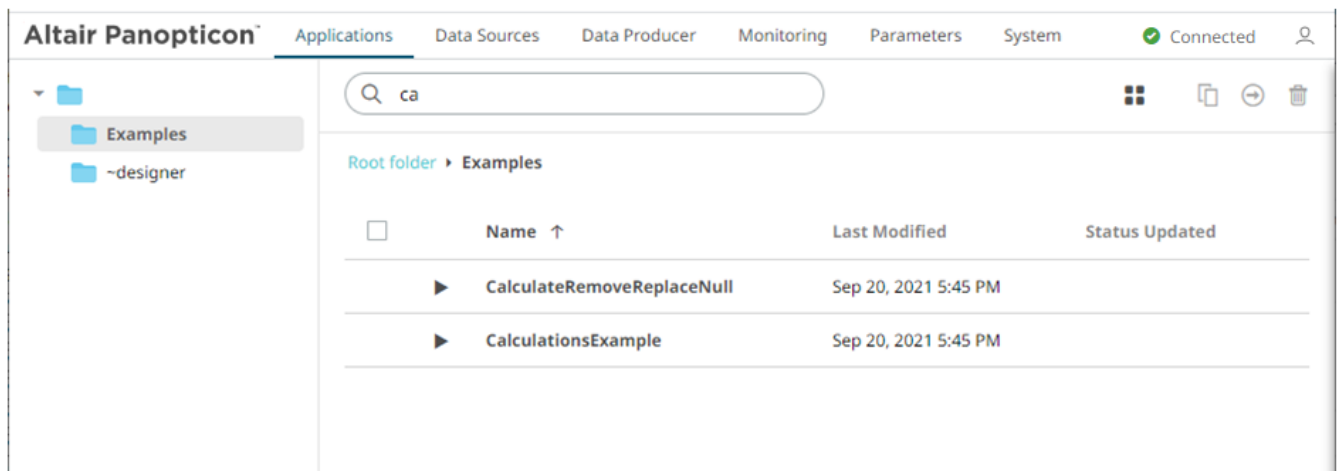 Altair Panopticon™ Applications Data Sources Data Producer Monitoring Parameters System Connected
ca
Examples
~designer
Root folder ▸ Examples
Name ↑ Last Modified Status Updated
CalculateRemoveReplaceNull Sep 20, 2021 5:45 PM
CalculationsExample Sep 20, 2021 5:45 PM